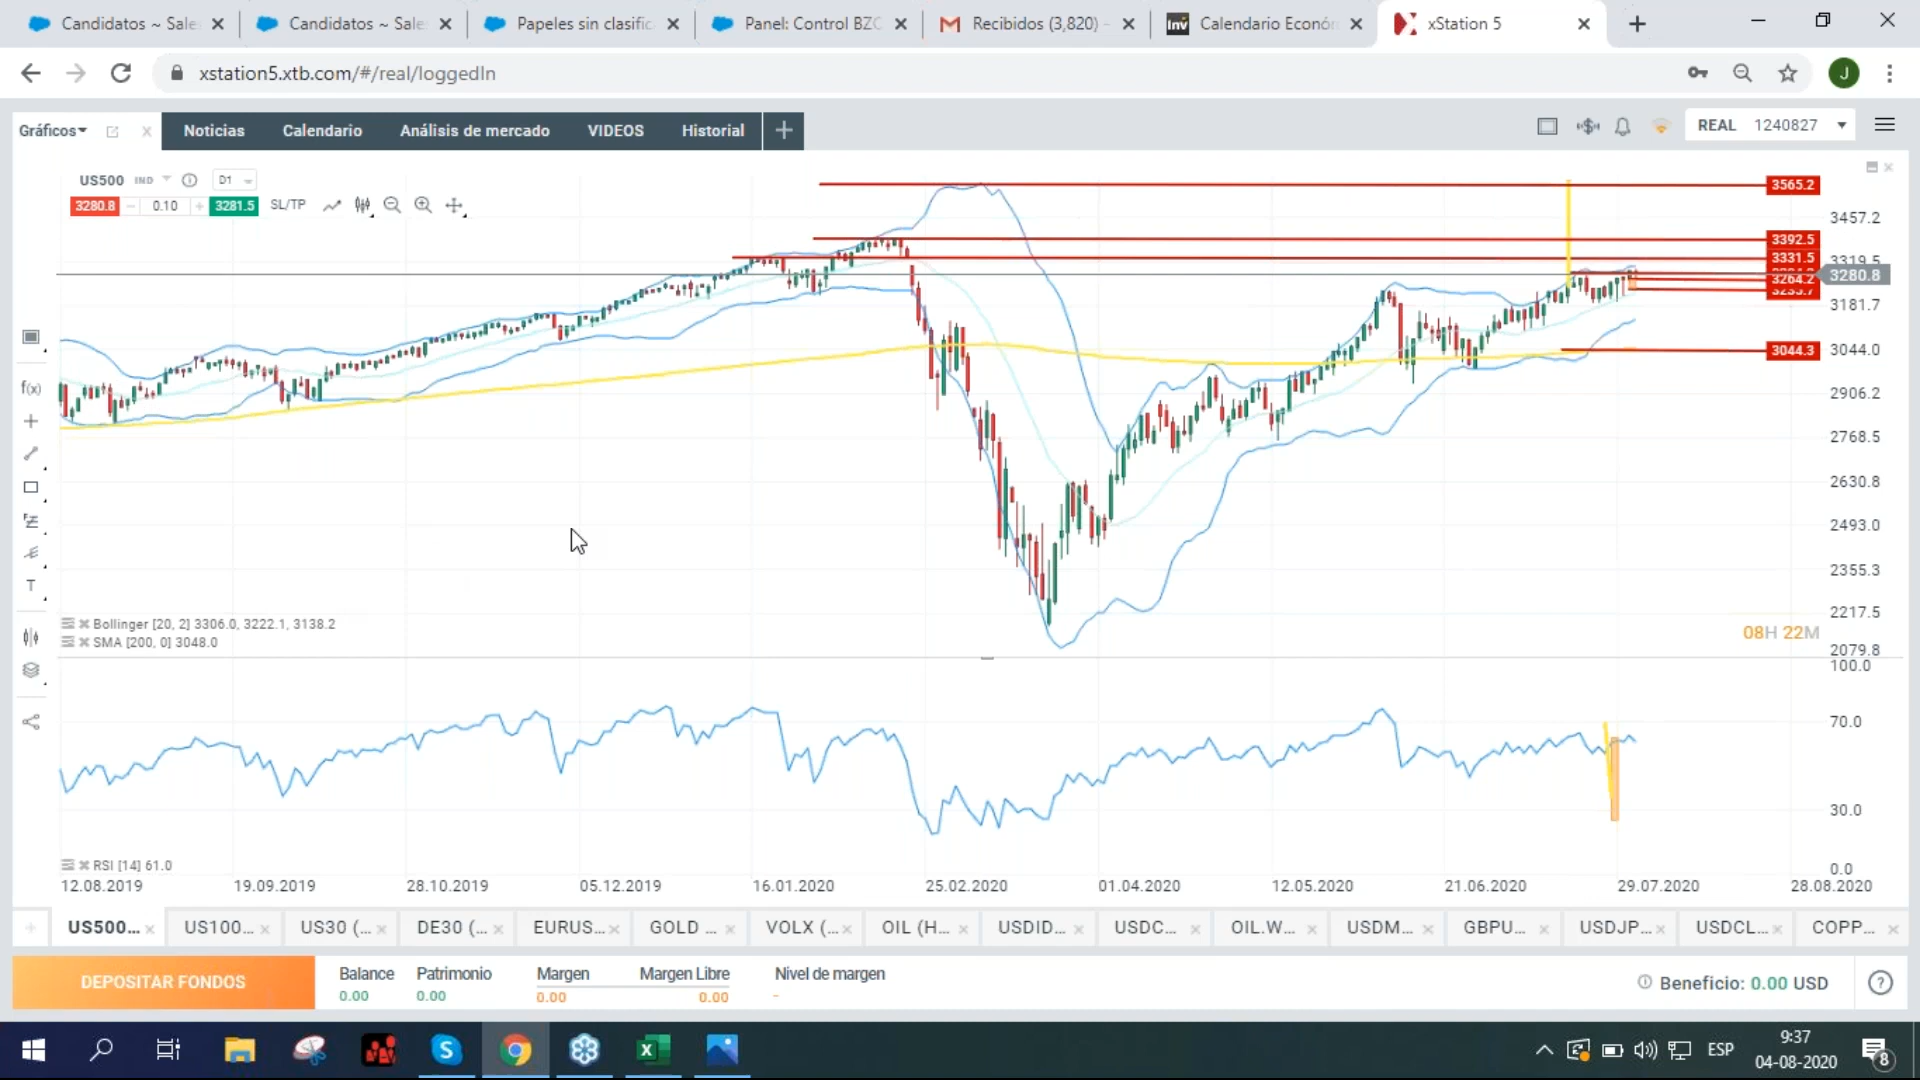 Candidatos ~ Sale
Candidatos ~ Sale
Papeles sin clasific
Panel: Control BZC
Recibidos (3,820) -
Inv Calendario Econó
xStation 5
xstation5.xtb.com/#/real/loggedIn
J
Gráficos
Noticias
Calendario
Análisis de mercado
VIDEOS
Historial
REAL 1240827
US500 IND D1
3280.8 0.10 3281.5 SL/TP
3565.2
3457.2
3392.5
3331.5
3319.5
3280.8
3264.2
3181.7
3044.3
3044.0
2906.2
2768.5
2630.8
2493.0
2355.3
2217.5
2079.8
f(x)
T
Bollinger [20, 2] 3306.0, 3222.1, 3138.2
SMA [200, 0] 3048.0
08H 22M
100.0
70.0
30.0
0.0
RSI [14] 61.0
12.08.2019 19.09.2019 28.10.2019 05.12.2019 16.01.2020 25.02.2020 01.04.2020 12.05.2020 21.06.2020 29.07.2020 28.08.2020
US500... US100... US30 (... DE30 (... EURUS... GOLD ... VOLX (... OIL (H... USDID... USDC... OIL.W... USDM... GBPU... USDJP... USDCL... COPP...
DEPOSITAR FONDOS
Balance Patrimonio Margen Margen Libre Nivel de margen
0.00 0.00 0.00 0.00 -
Beneficio: 0.00 USD
?
ESP
9:37
04-08-2020
8